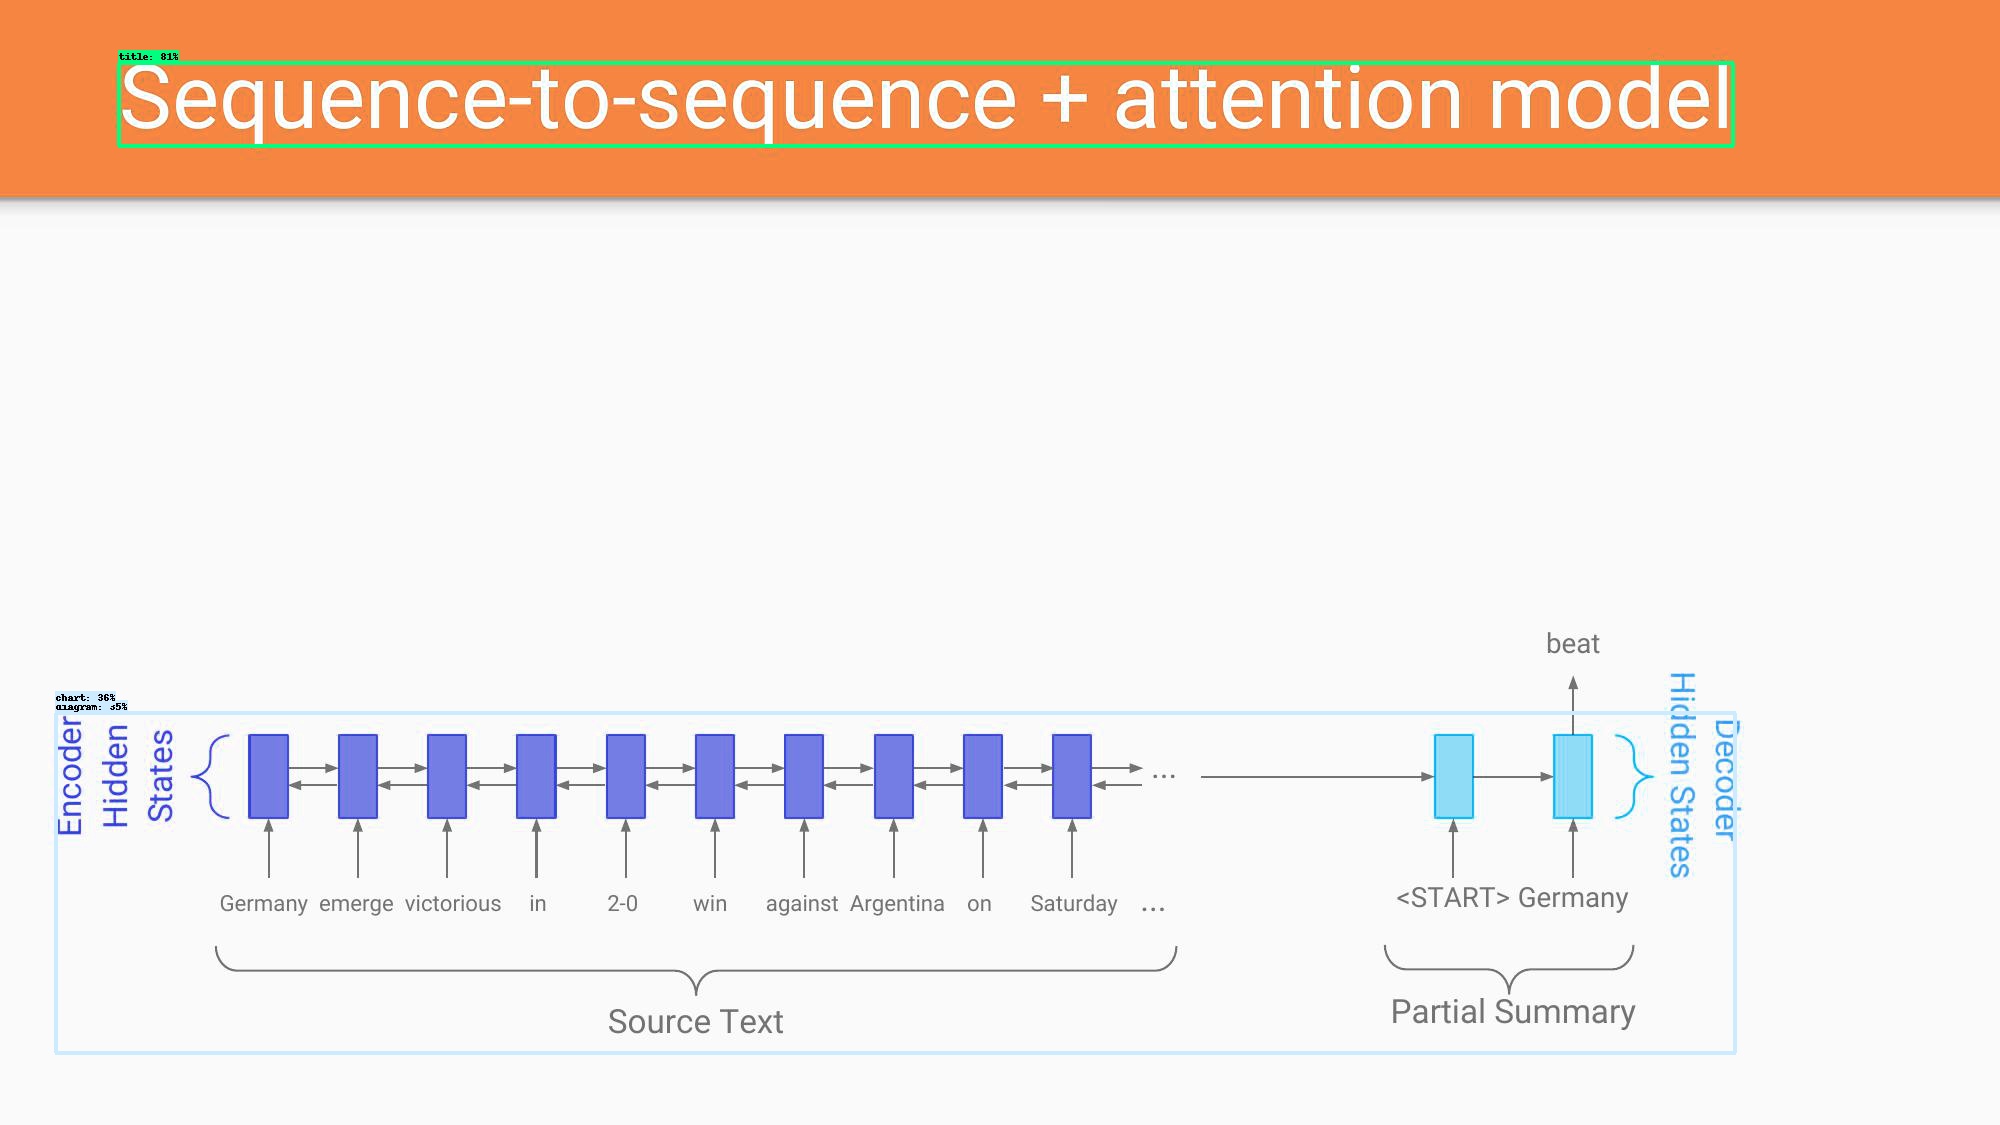 title: 81%
Sequence-to-sequence + attention model
beat
chart: 36%
diagram: 35%
Encoder
Hidden
States
...
Decoder
Hidden States
Germany emerge victorious in 2-0 win against Argentina on Saturday ...
<START> Germany
Source Text
Partial Summary